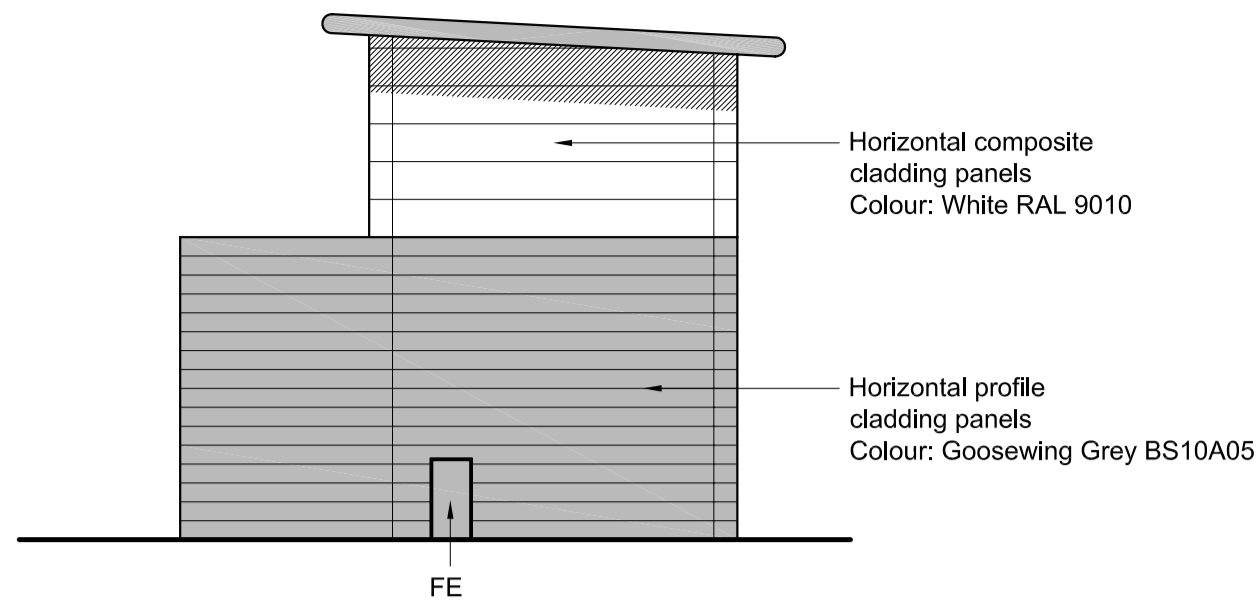 Horizontal composite
cladding panels
Colour: White RAL 9010
Horizontal profile
cladding panels
Colour: Goosewing Grey BS10A05
FE